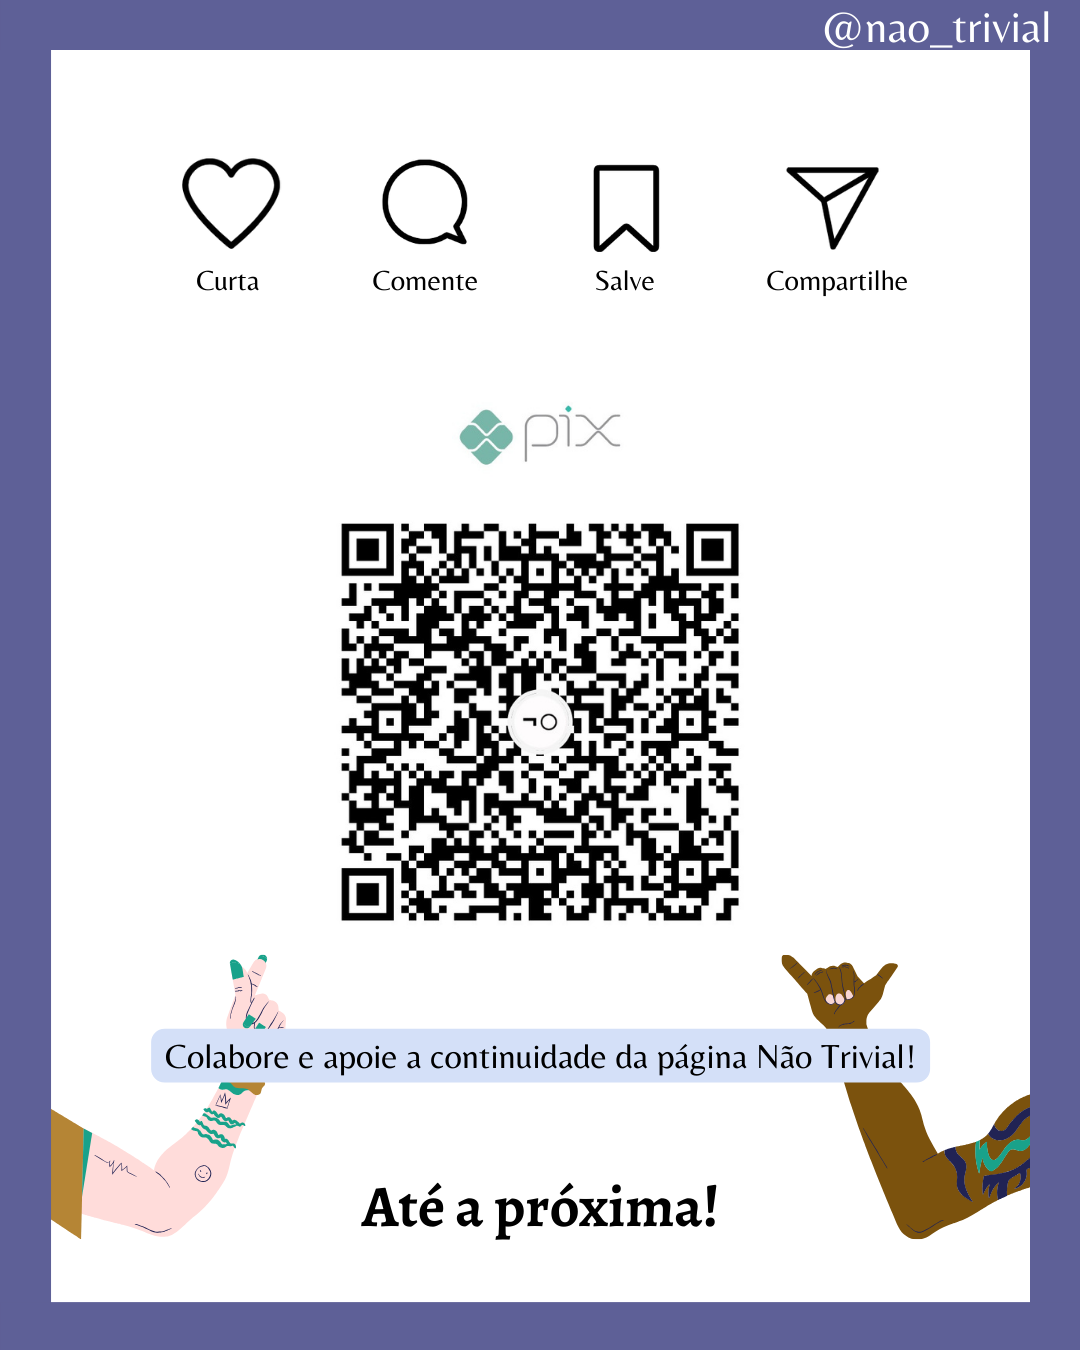 @nao_trivial
Curta Comente Salve Compartilhe
pix
Colabore e apoie a continuidade da página Não Trivial!
Até a próxima!